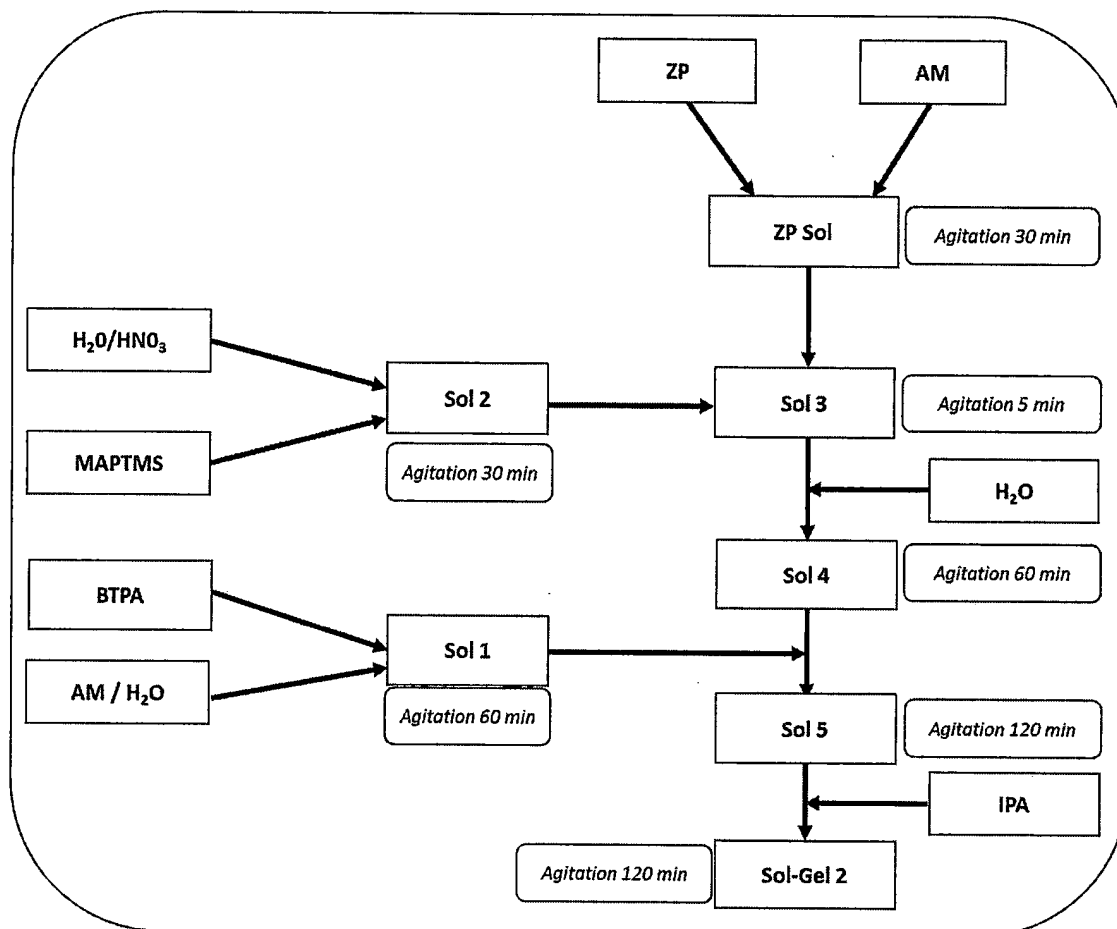 ZP
AM
ZP Sol
Agitation 30 min
H₂0/HN0₃
Sol 2
Sol 3
Agitation 5 min
MAPTMS
Agitation 30 min
H₂O
BTPA
Sol 4
Agitation 60 min
Sol 1
AM / H₂O
Agitation 60 min
Sol 5
Agitation 120 min
IPA
Agitation 120 min
Sol-Gel 2